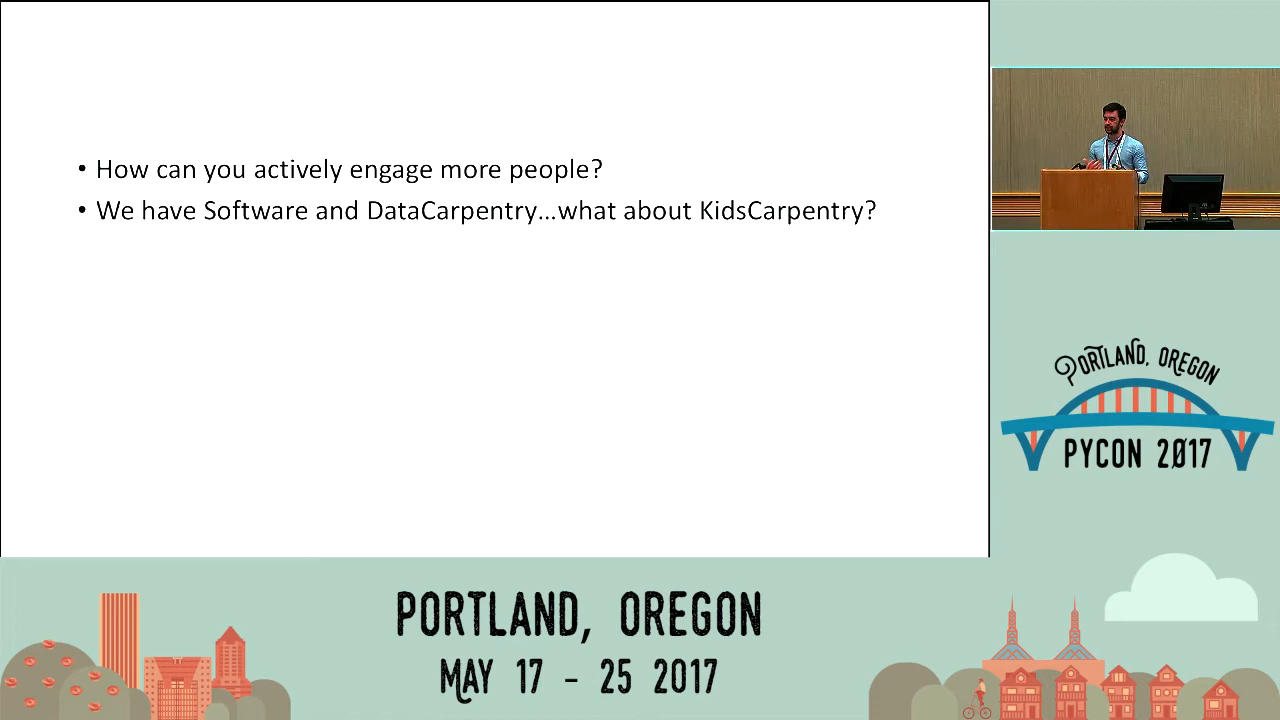 • How can you actively engage more people?
• We have Software and DataCarpentry...what about KidsCarpentry?
PORTLAND, OREGON
PYCON 2017
PORTLAND, OREGON
MAY 17 - 25 2017